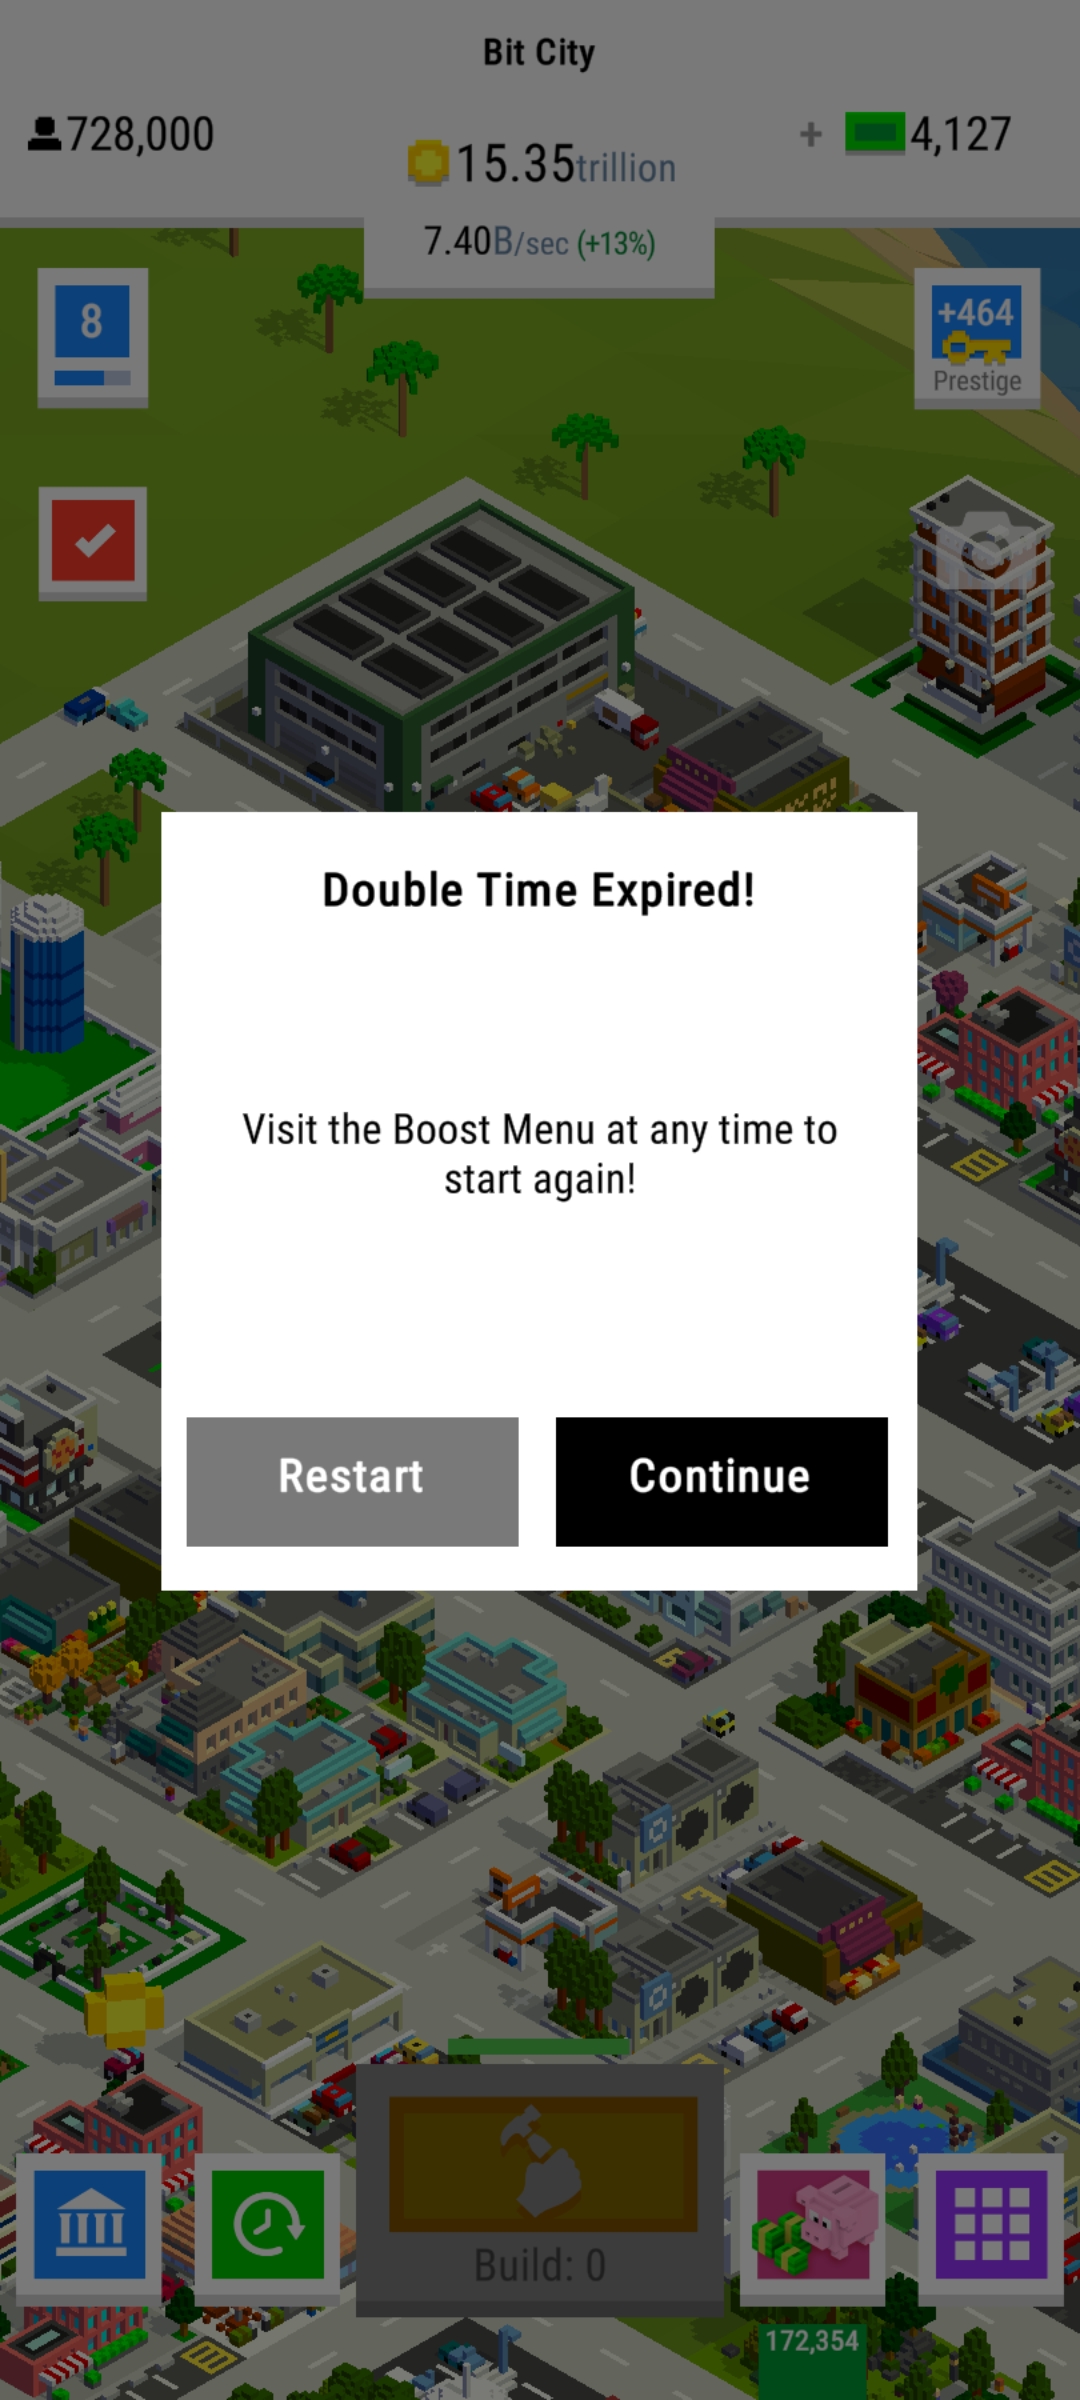 Bit City
728,000
15.35trillion
+ 4,127
7.40B/sec (+13%)
8
+464
Prestige
Double Time Expired!
Visit the Boost Menu at any time to
start again!
Restart
Continue
Build: 0
172,354